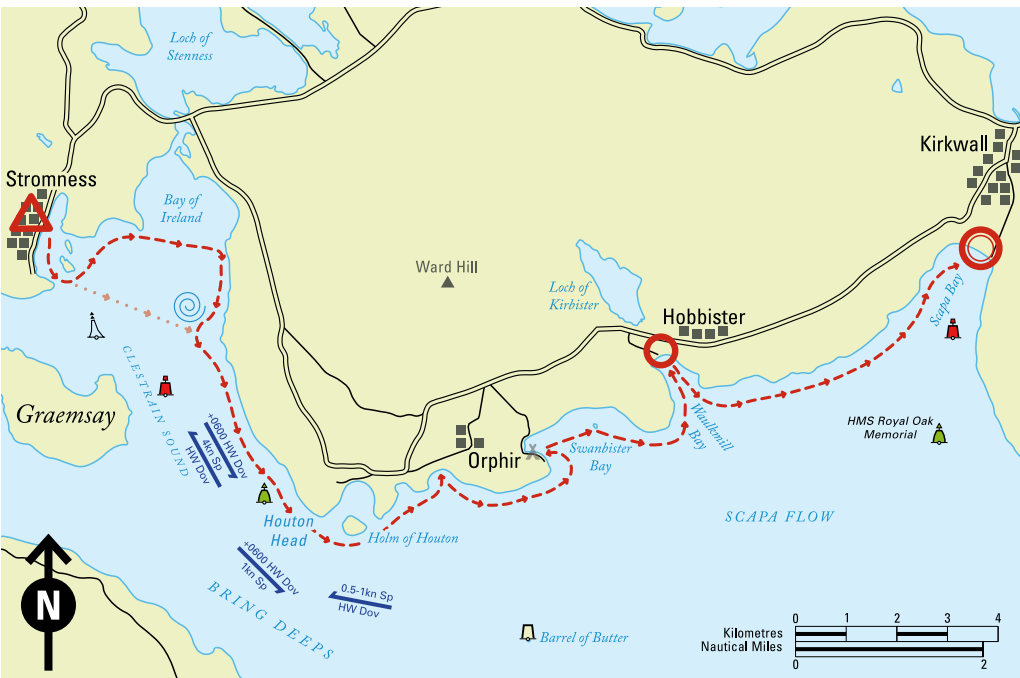 Loch of
Stenness
Kirkwall
Stromness
Bay of
Ireland
Ward Hill
Loch of
Kirbister
Hobbister
Scapa Bay
CLESTRAIN SOUND
Graemsay
+0600 HW Dov
4kn Sp
HW Dov
Waukmill
Bay
HMS Royal Oak
Memorial
Orphir
X
Swanbister
Bay
Houton
Head
Holm of Houton
SCAPA FLOW
+0600 HW Dov
1kn Sp
0.5-1kn Sp
HW Dov
N
BRING DEEPS
Barrel of Butter
0 1 2 3 4
Kilometres
Nautical Miles
0 2